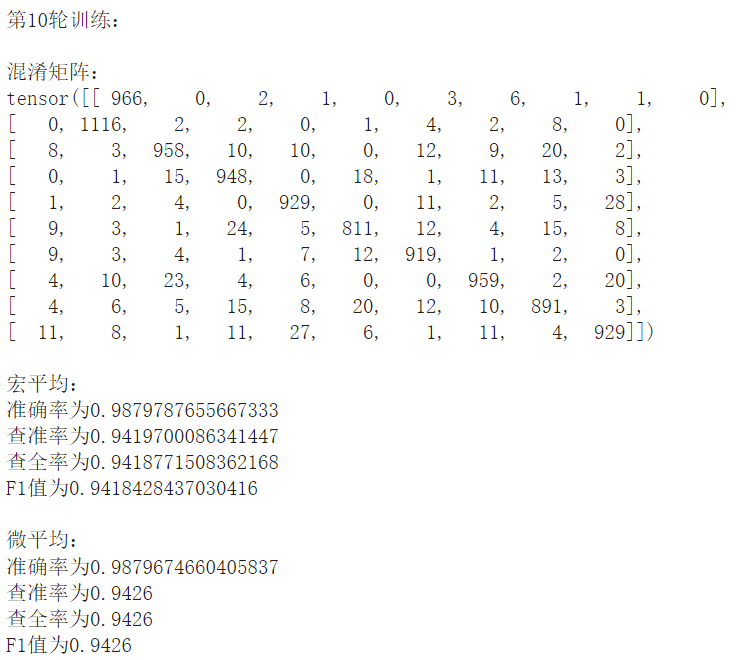 第10轮训练：
混淆矩阵：
tensor([[ 966, 0, 2, 1, 0, 3, 6, 1, 1, 0],
[ 0, 1116, 2, 2, 0, 1, 4, 2, 8, 0],
[ 8, 3, 958, 10, 10, 0, 12, 9, 20, 2],
[ 0, 1, 15, 948, 0, 18, 1, 11, 13, 3],
[ 1, 2, 4, 0, 929, 0, 11, 2, 5, 28],
[ 9, 3, 1, 24, 5, 811, 12, 4, 15, 8],
[ 9, 3, 4, 1, 7, 12, 919, 1, 2, 0],
[ 4, 10, 23, 4, 6, 0, 0, 959, 2, 20],
[ 4, 6, 5, 15, 8, 20, 12, 10, 891, 3],
[ 11, 8, 1, 11, 27, 6, 1, 11, 4, 929]])
宏平均：
准确率为0.9879787655667333
查准率为0.9419700086341447
查全率为0.9418771508362168
F1值为0.9418428437030416
微平均：
准确率为0.9879674660405837
查准率为0.9426
查全率为0.9426
F1值为0.9426